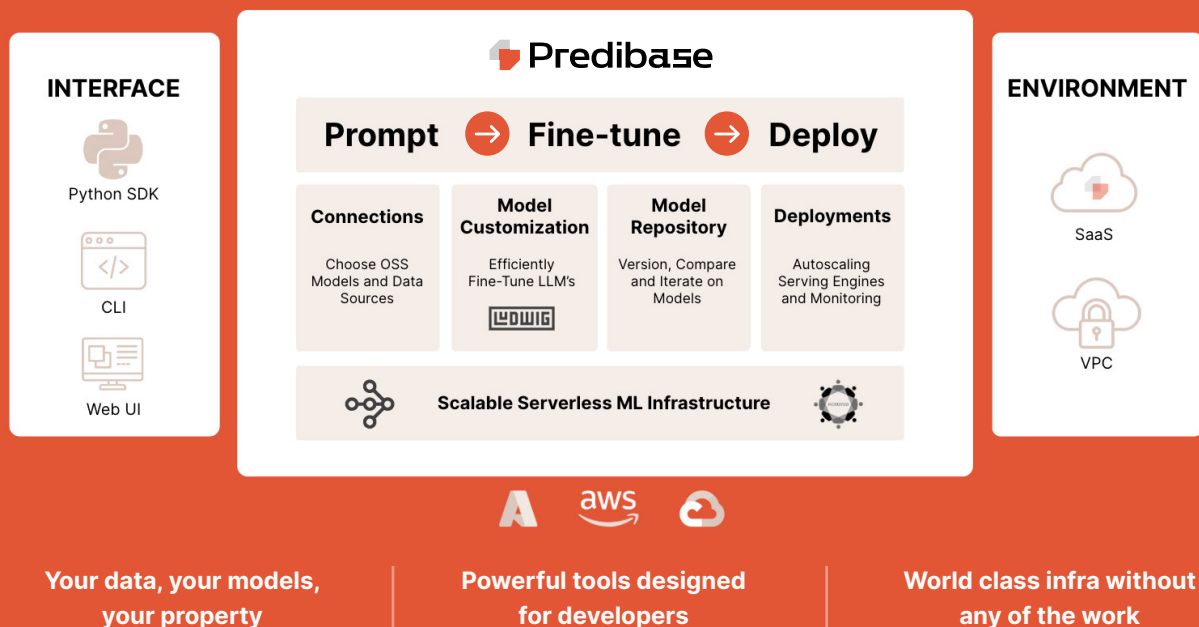 INTERFACE
Python SDK
CLI
Web UI
Predibase
Prompt → Fine-tune → Deploy
Connections
Choose OSS
Models and Data
Sources
Model
Customization
Efficiently
Fine-Tune LLM's
LUDWIG
Model
Repository
Version, Compare
and Iterate on
Models
Deployments
Autoscaling
Serving Engines
and Monitoring
Scalable Serverless ML Infrastructure
ENVIRONMENT
SaaS
VPC
aws
Your data, your models,
your property
Powerful tools designed
for developers
World class infra without
any of the work